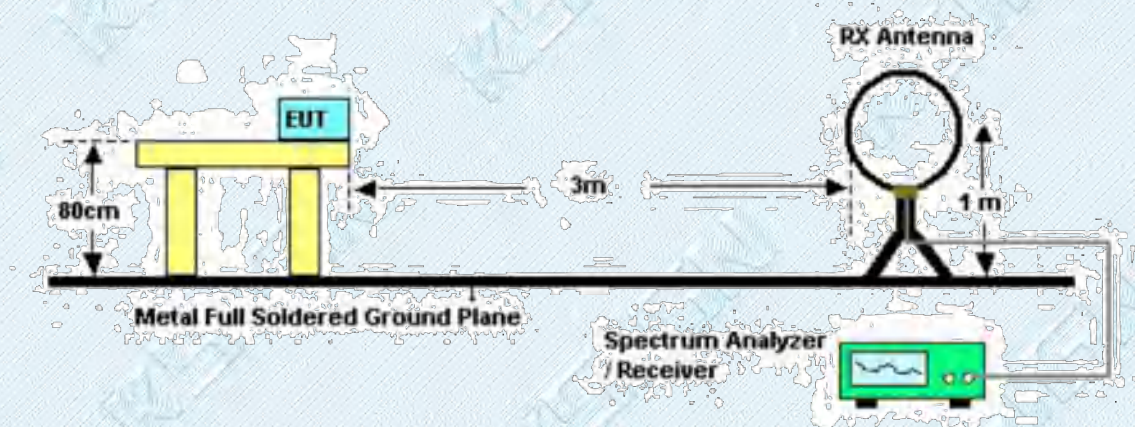 RX Antenna
EUT
80cm
3m
1 m
Metal Full Soldered Ground Plane
Spectrum Analyzer
/ Receiver